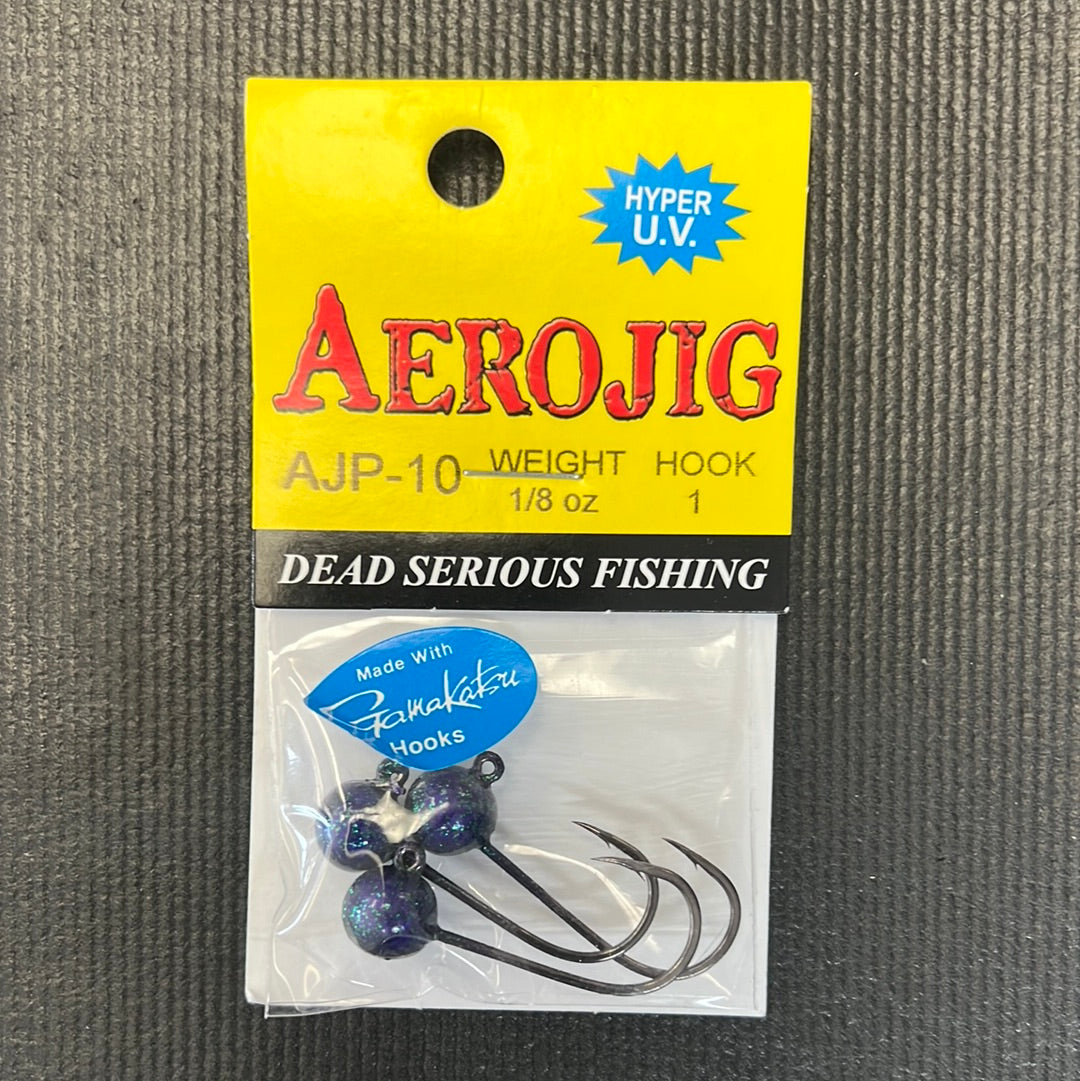 HYPER
U.V.
AEROJIG
AJP-10 WEIGHT HOOK
1/8 oz 1
DEAD SERIOUS FISHING
Made With
Gamakatsu
Hooks